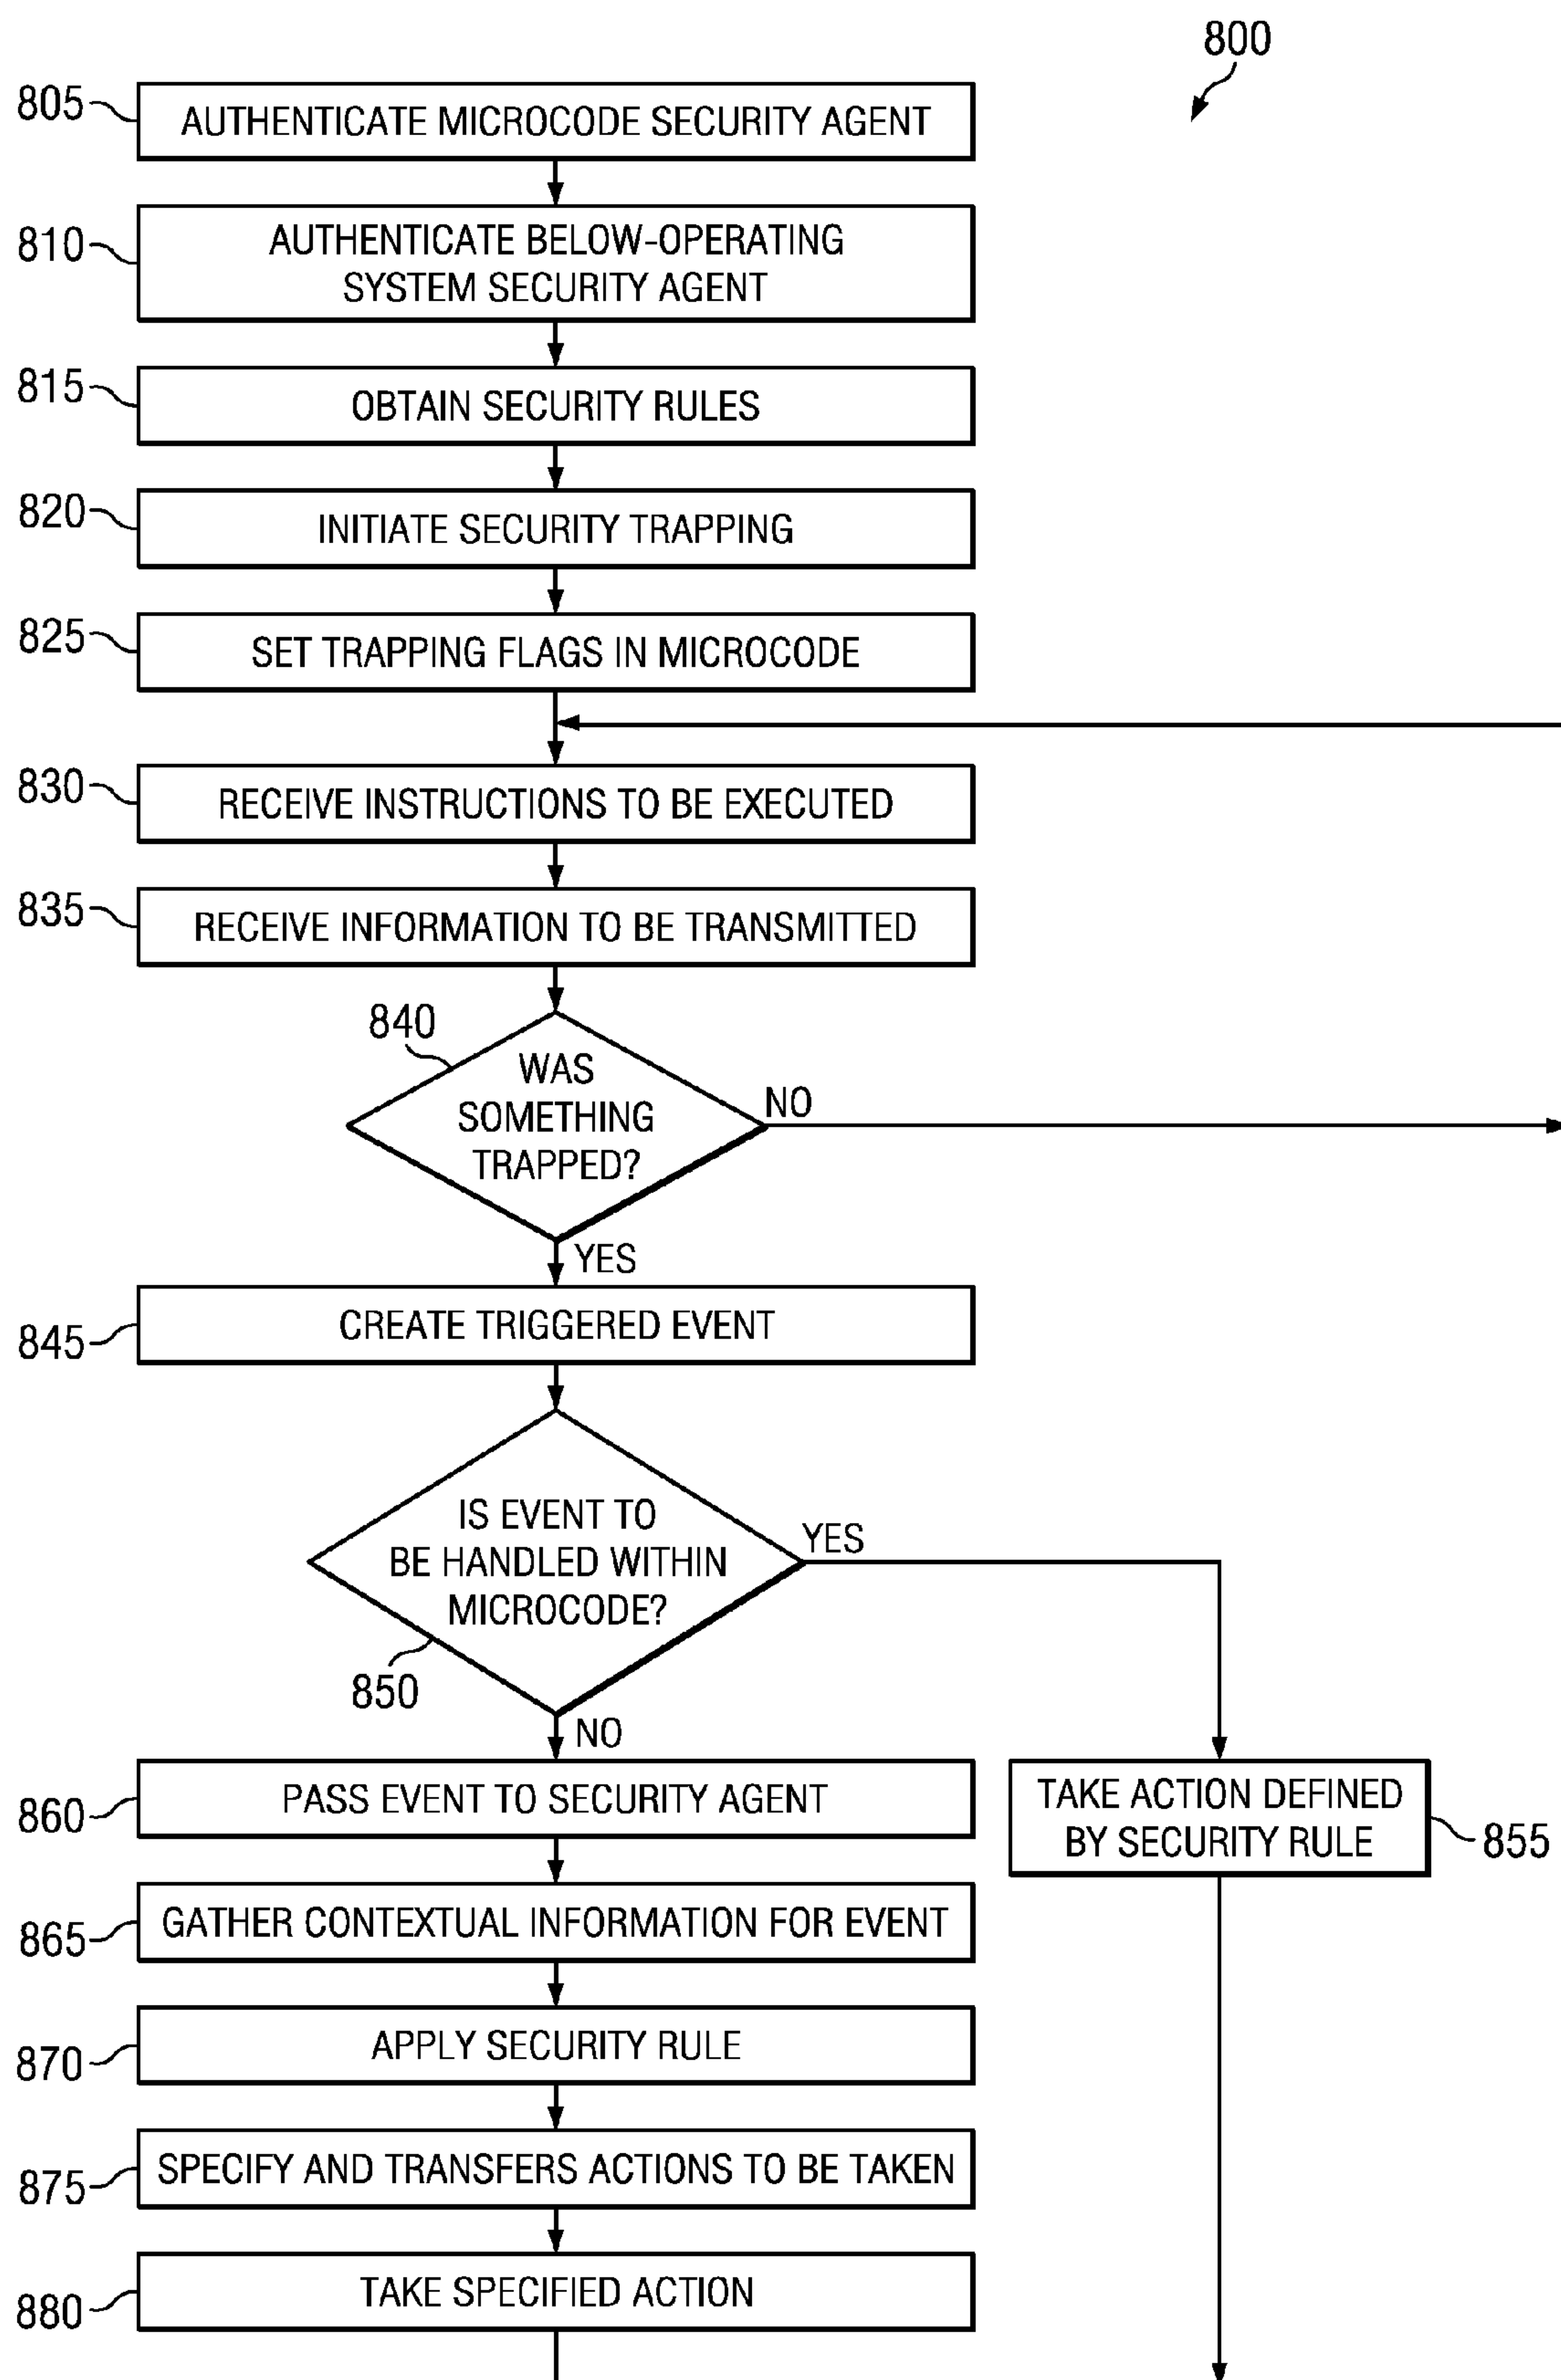 800
805
AUTHENTICATE MICROCODE SECURITY AGENT
810
AUTHENTICATE BELOW-OPERATING
SYSTEM SECURITY AGENT
815
OBTAIN SECURITY RULES
820
INITIATE SECURITY TRAPPING
825
SET TRAPPING FLAGS IN MICROCODE
830
RECEIVE INSTRUCTIONS TO BE EXECUTED
835
RECEIVE INFORMATION TO BE TRANSMITTED
840
WAS
SOMETHING
TRAPPED?
NO
YES
845
CREATE TRIGGERED EVENT
IS EVENT TO
BE HANDLED WITHIN
MICROCODE?
YES
850
NO
860
PASS EVENT TO SECURITY AGENT
TAKE ACTION DEFINED
BY SECURITY RULE
855
865
GATHER CONTEXTUAL INFORMATION FOR EVENT
870
APPLY SECURITY RULE
875
SPECIFY AND TRANSFERS ACTIONS TO BE TAKEN
880
TAKE SPECIFIED ACTION